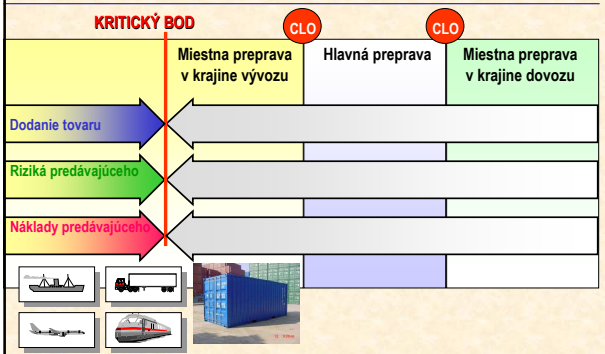 KRITICKÝ BOD
CLO
CLO
Miestna preprava
v krajine vývozu
Hlavná preprava
Miestna preprava
v krajine dovozu
Dodanie tovaru
Riziká predávajúceho
Náklady predávajúceho